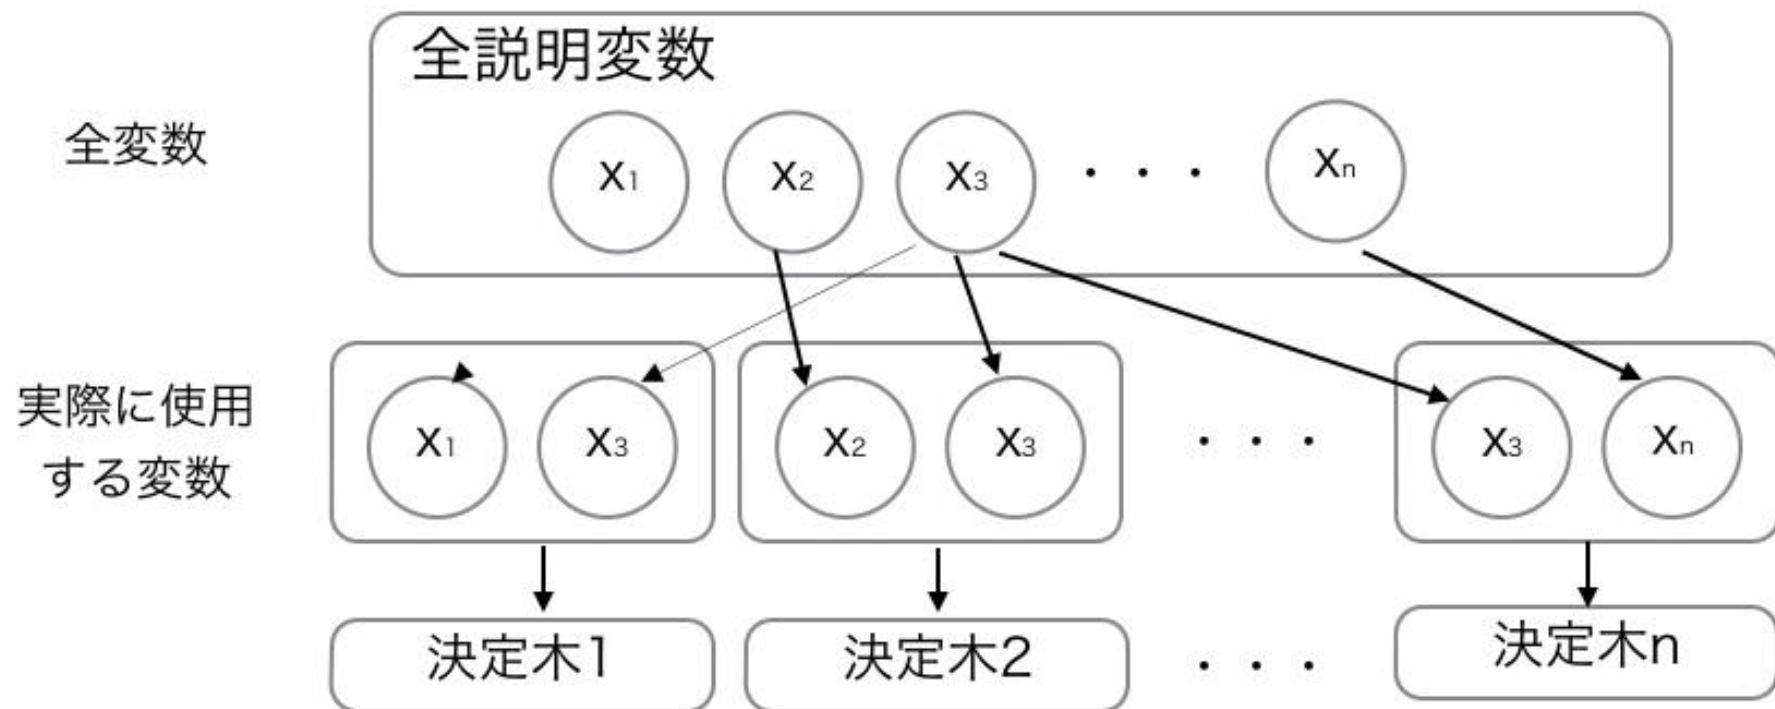 全説明変数
全変数
X1 X2 X3 ・・・ Xn
実際に使用
する変数
X1 X3 X2 X3 ・・・ X3 Xn
決定木1 決定木2 ・・・ 決定木n